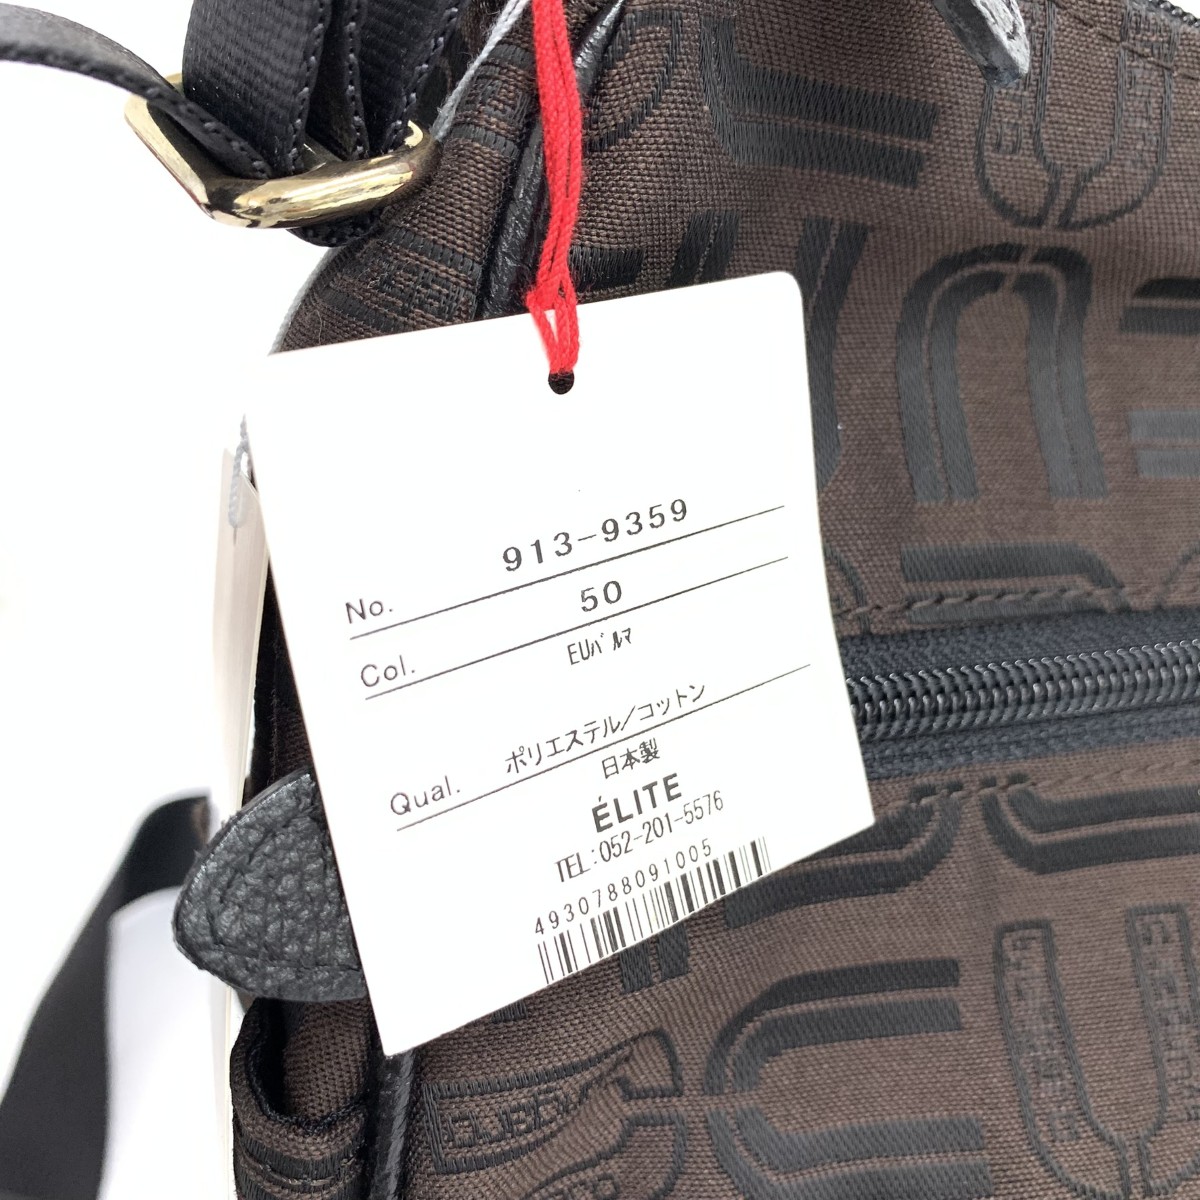 No. 913-9359
Col. 50
EUﾊﾞﾙﾏ
Qual. ポリエステル/コットン
日本製
ÉLITE
TEL:052-201-5576
4930788091005